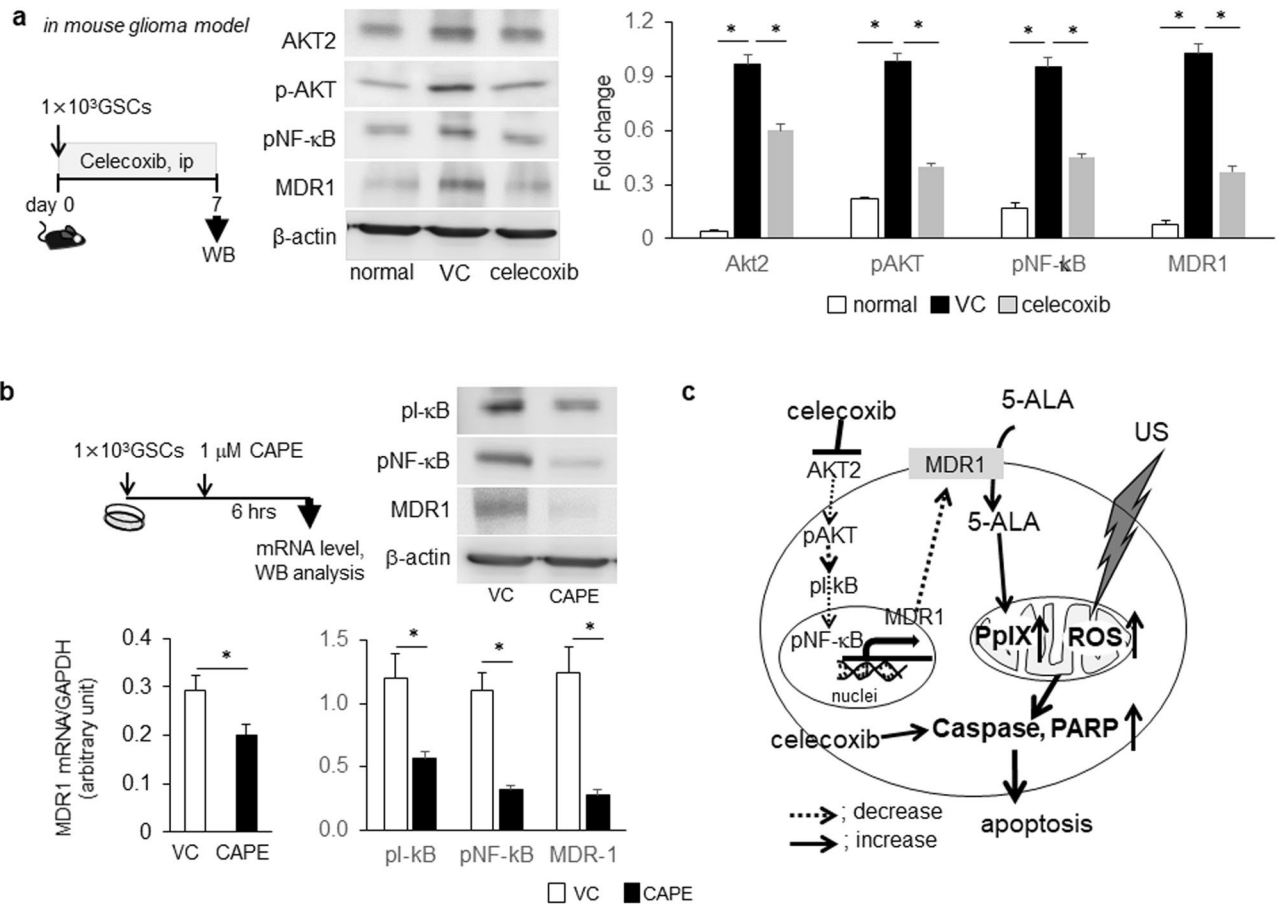 a
in mouse glioma model
1×10³GSCs
Celecoxib, ip
day 0
7
WB
AKT2
p-AKT
pNF-κB
MDR1
β-actin
normal VC celecoxib
Fold change
1.2
0.9
0.6
0.3
0
* * * * * * * *
Akt2 pAKT pNF-kB MDR1
normal VC celecoxib
b
1×10³GSCs 1 μM CAPE
6 hrs
mRNA level,
WB analysis
pI-κB
pNF-κB
MDR1
β-actin
VC CAPE
MDR1 mRNA/GAPDH
(arbitrary unit)
0.4
0.3
0.2
0.1
0
*
VC CAPE
1.5
1.0
0.5
0.0
* * *
pI-kB pNF-kB MDR-1
VC CAPE
c
celecoxib
5-ALA
US
AKT2
MDR1
5-ALA
pAKT
pI-kB
MDR1
pNF-κB
nuclei
PpIX ROS
celecoxib
Caspase, PARP
apoptosis
; decrease
; increase